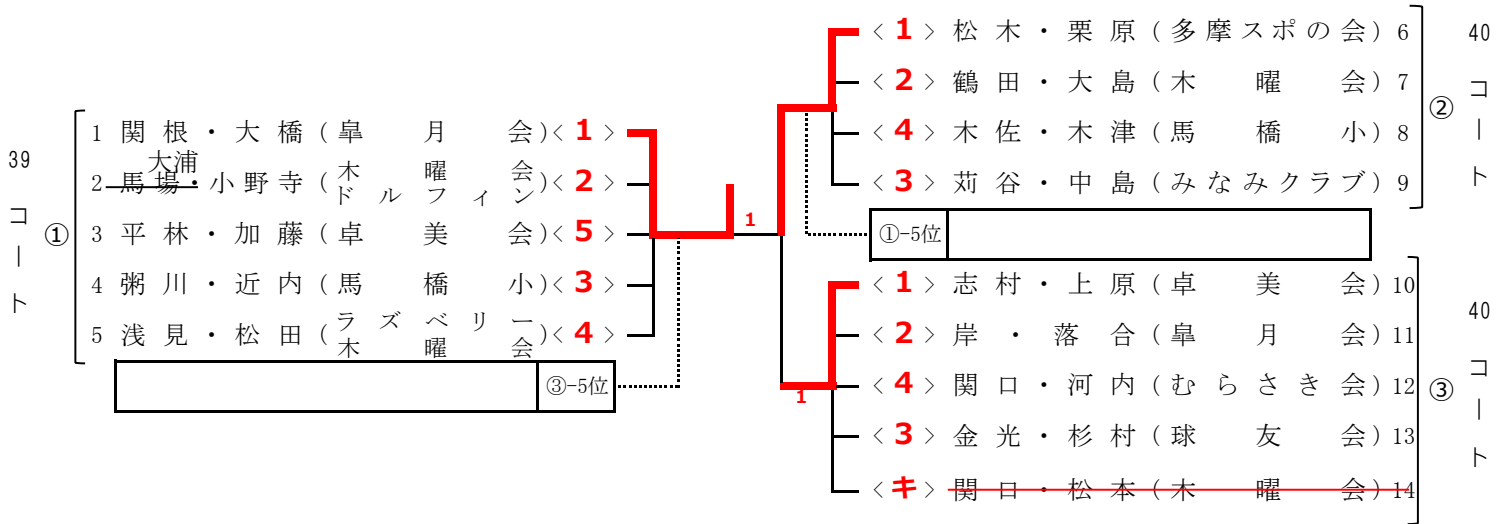 39コート
①
1 関根・大橋(皐月会)<1>
大浦
2 馬場・小野寺(木曜会 ドルフィン)<2>
3 平林・加藤(卓美会)<5>
4 粥川・近内(馬橋小)<3>
5 浅見・松田(ラズベリー 木曜会)<4>
③-5位
1
1
<1>松木・栗原(多摩スポの会)6
<2>鶴田・大島(木曜会)7
<4>木佐・木津(馬橋小)8
<3>苅谷・中島(みなみクラブ)9
②
40コート
①-5位
<1>志村・上原(卓美会)10
<2>岸・落合(皐月会)11
<4>関口・河内(むらさき会)12
<3>金光・杉村(球友会)13
<キ>関口・松本(木曜会)14
③
40コート